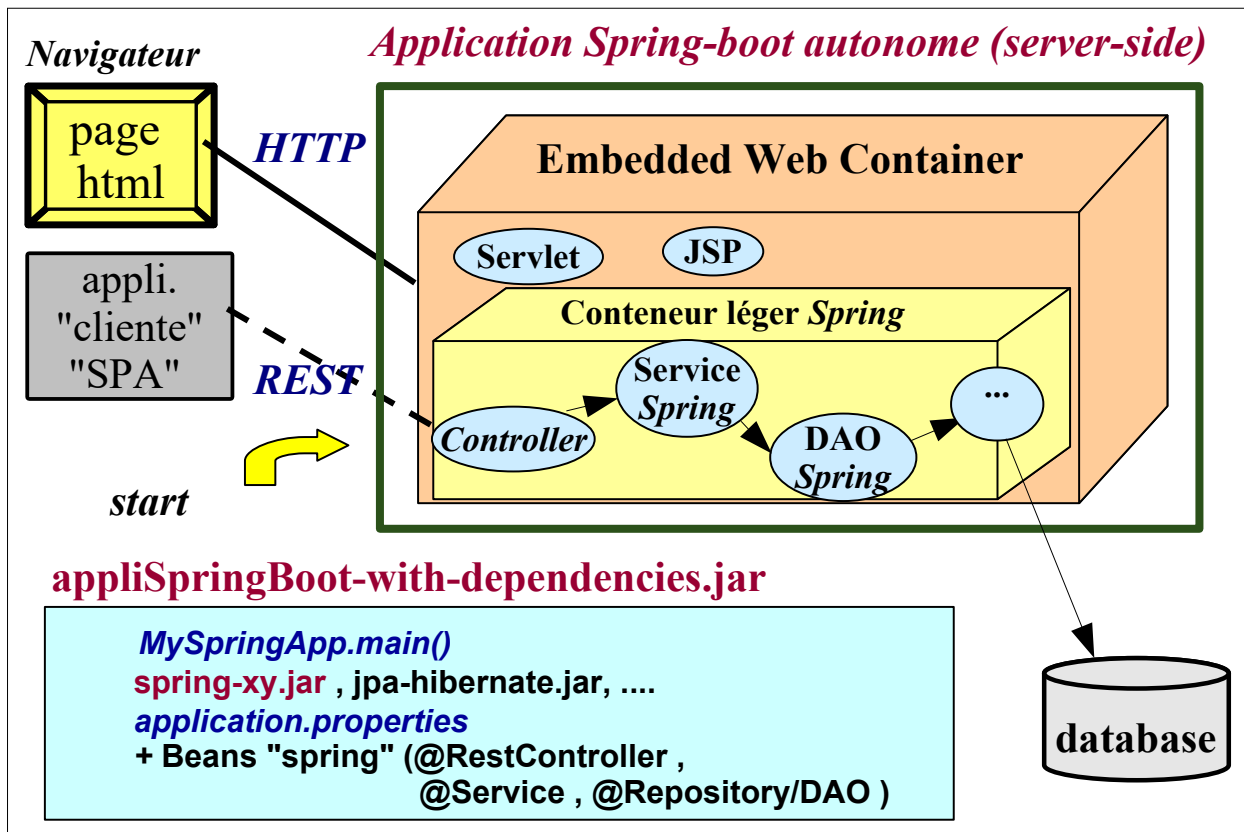 Navigateur
Application Spring-boot autonome (server-side)
page
html
HTTP
Embedded Web Container
Servlet
JSP
appli.
"cliente"
"SPA"
REST
Conteneur léger Spring
Controller
Service
Spring
DAO
Spring
...
start
appliSpringBoot-with-dependencies.jar
MySpringApp.main()
spring-xy.jar , jpa-hibernate.jar, ....
application.properties
+ Beans "spring" (@RestController ,
@Service , @Repository/DAO )
database